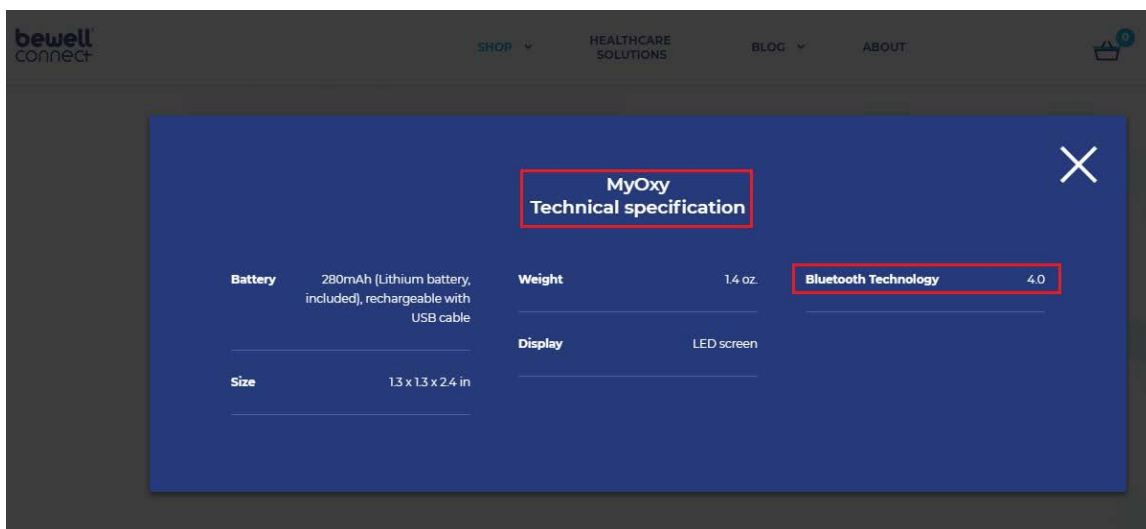 bewell
connect
SHOP
HEALTHCARE
SOLUTIONS
BLOG
ABOUT
0
MyOxy
Technical specification
Battery 280mAh (Lithium battery,
included), rechargeable with
USB cable
Size 1.3 x 1.3 x 2.4 in
Weight 1.4 oz.
Display LED screen
Bluetooth Technology 4.0